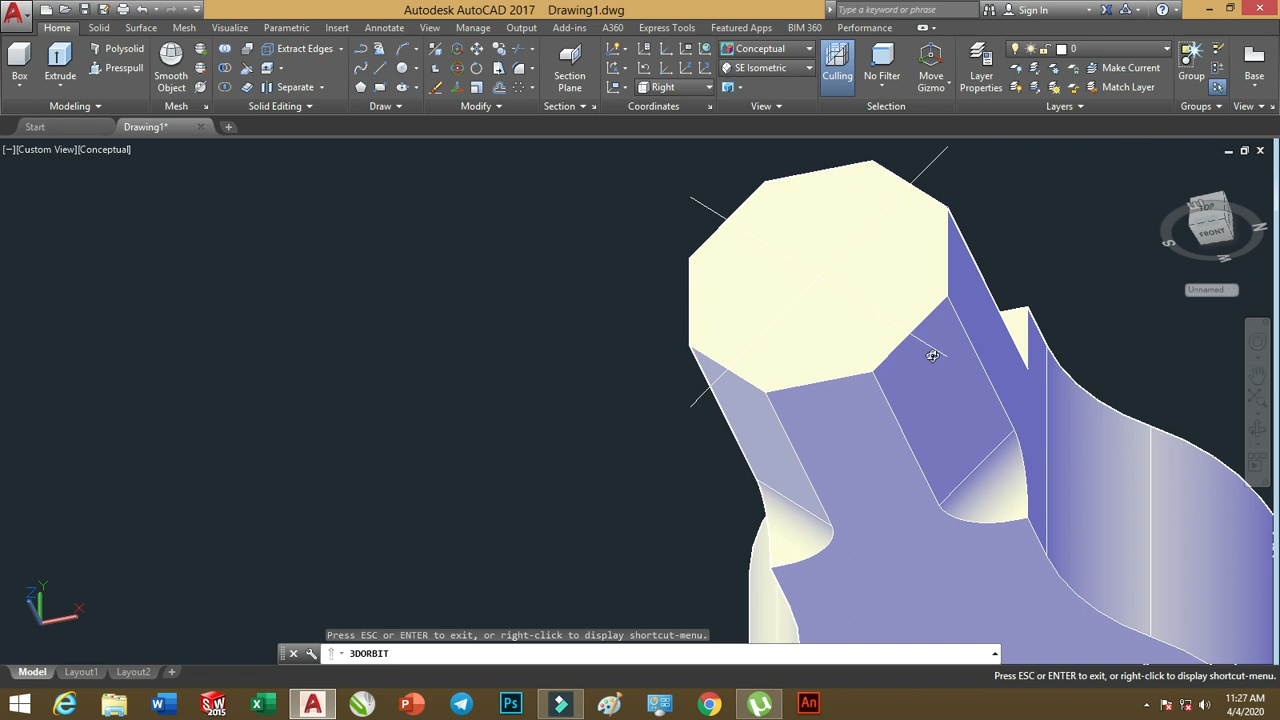 Autodesk AutoCAD 2017 Drawing1.dwg
Type a keyword or phrase
Sign In
Home Solid Surface Mesh Visualize Parametric Insert Annotate View Manage Output Add-ins A360 Express Tools Featured Apps BIM 360 Performance
Box
Extrude
Polysolid
Presspull
Smooth
Object
Extract Edges
Separate
Section
Plane
Right
Conceptual
SE Isometric
Culling
No Filter
Move
Gizmo
Layer
Properties
0
Make Current
Match Layer
Group
Base
Modeling Mesh Solid Editing Draw Modify Section Coordinates View Selection Layers Groups View
Start Drawing1*
[−][Custom View][Conceptual]
TOP
FRONT
S
N
W
Unnamed
Y
Z
X
Press ESC or ENTER to exit, or right-click to display shortcut-menu.
3DORBIT
Model Layout1 Layout2
Press ESC or ENTER to exit, or right-click to display shortcut-menu.
SW
2015
A
Ps
An
11:27 AM
4/4/2020